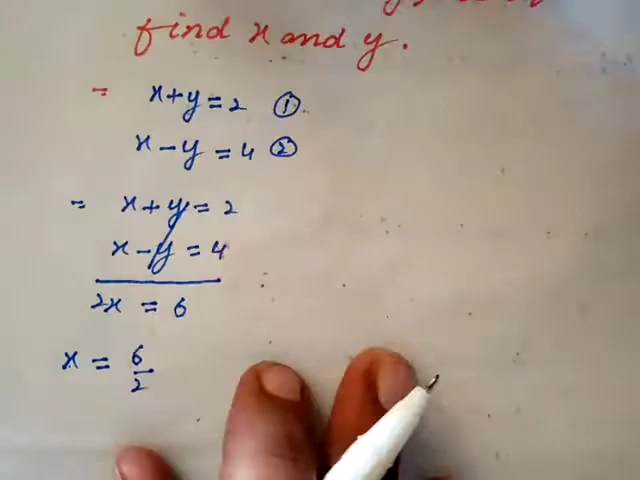 find x and y.
= x+y=2 ①
x-y=4 ②
= x+y=2
x-y=4
2x = 6
x = 6/2